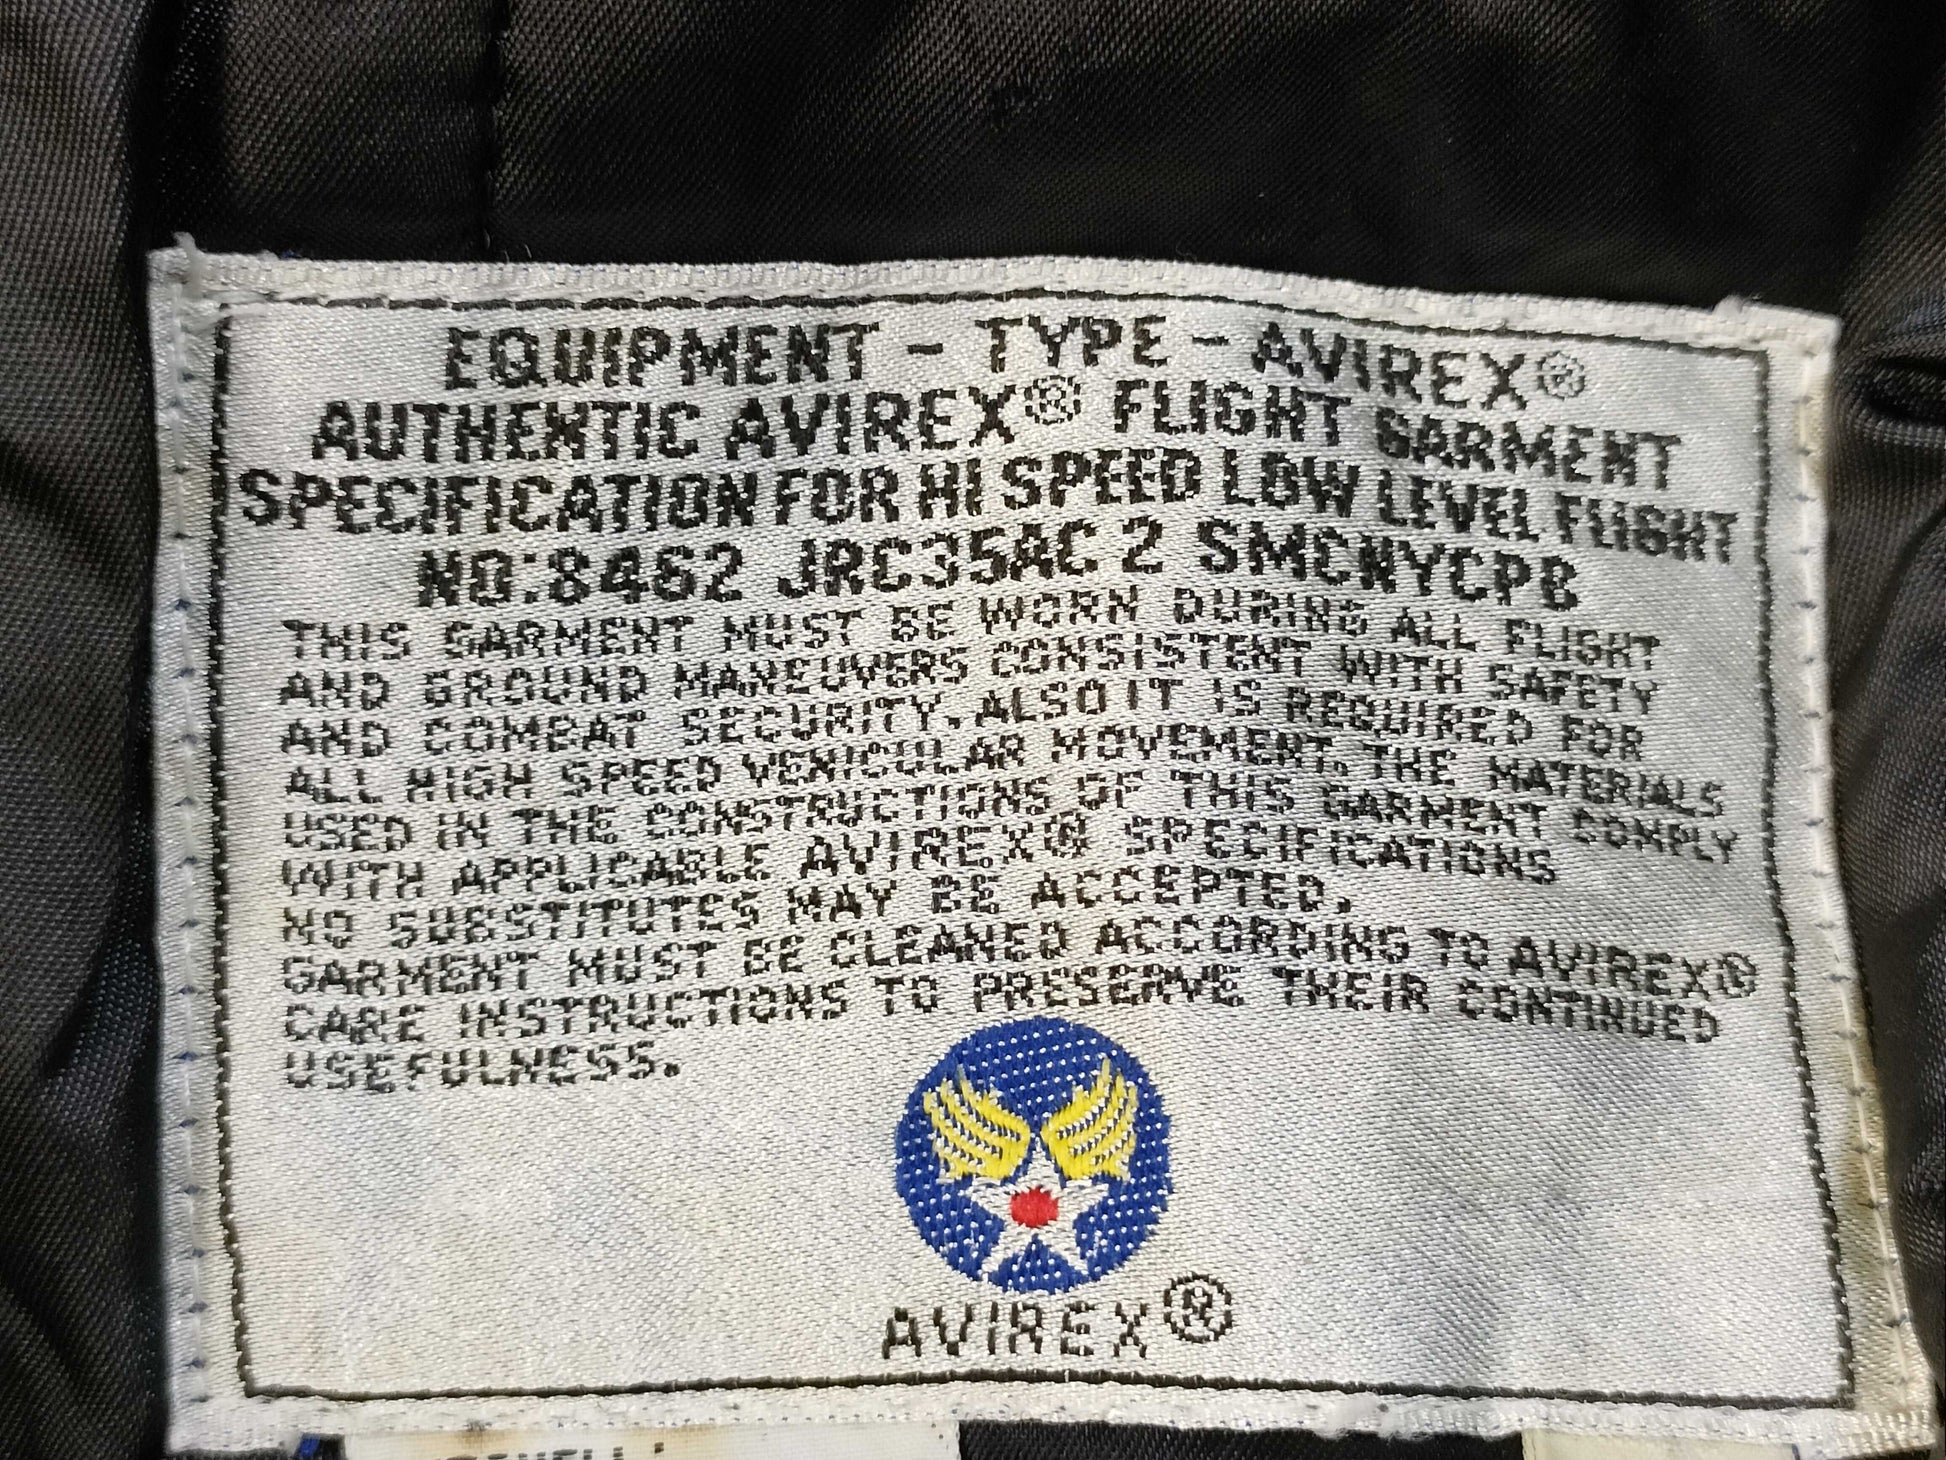 EQUIPMENT - TYPE - AVIREX®
AUTHENTIC AVIREX® FLIGHT GARMENT
SPECIFICATION FOR HI SPEED LOW LEVEL FLIGHT
NO:8462 JRC35AC 2 SMCNYCPB
THIS GARMENT MUST BE WORN DURING ALL FLIGHT
AND GROUND MANEUVERS CONSISTENT WITH SAFETY
AND COMBAT SECURITY. ALSO IT IS REQUIRED FOR
ALL HIGH SPEED VEHICULAR MOVEMENT. THE MATERIALS
USED IN THE CONSTRUCTIONS OF THIS GARMENT COMPLY
WITH APPLICABLE AVIREX® SPECIFICATIONS
NO SUBSTITUTES MAY BE ACCEPTED.
GARMENT MUST BE CLEANED ACCORDING TO AVIREX®
CARE INSTRUCTIONS TO PRESERVE THEIR CONTINUED
USEFULNESS.
AVIREX®